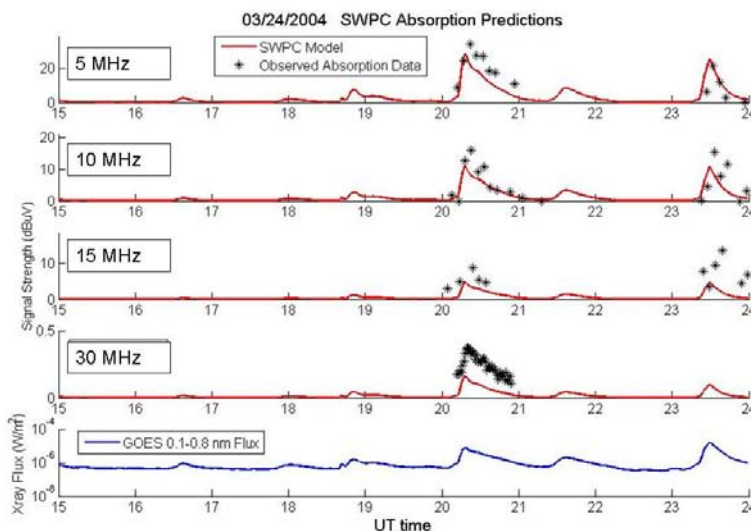 03/24/2004 SWPC Absorption Predictions
SWPC Model
Observed Absorption Data
5 MHz
20
0
15 16 17 18 19 20 21 22 23 24
20
10
0
10 MHz
15 16 17 18 19 20 21 22 23 24
Signal Strength (dBuV)
15 MHz
15 16 17 18 19 20 21 22 23 24
0.5
0
30 MHz
15 16 17 18 19 20 21 22 23 24
Xray Flux (W/m²)
10⁻⁴
10⁻⁶
10⁻⁸
GOES 0.1-0.8 nm Flux
15 16 17 18 19 20 21 22 23 24
UT time